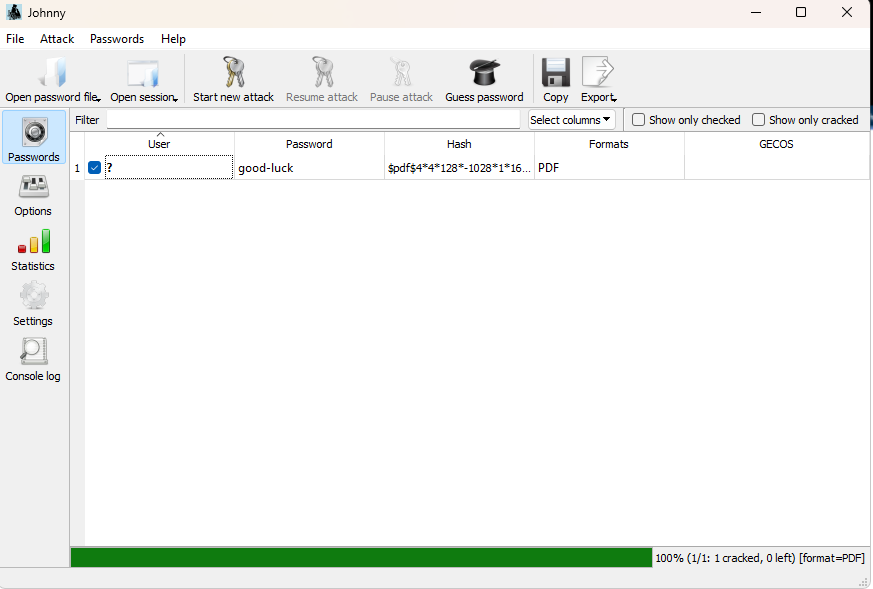 Johnny
File Attack Passwords Help
Open password file Open session Start new attack Resume attack Pause attack Guess password Copy Export
Filter Select columns Show only checked Show only cracked
Passwords
Options
Statistics
Settings
Console log
User Password Hash Formats GECOS
1 ? good-luck $pdf$4*4*128*-1028*1*16... PDF
100% (1/1: 1 cracked, 0 left) [format=PDF]